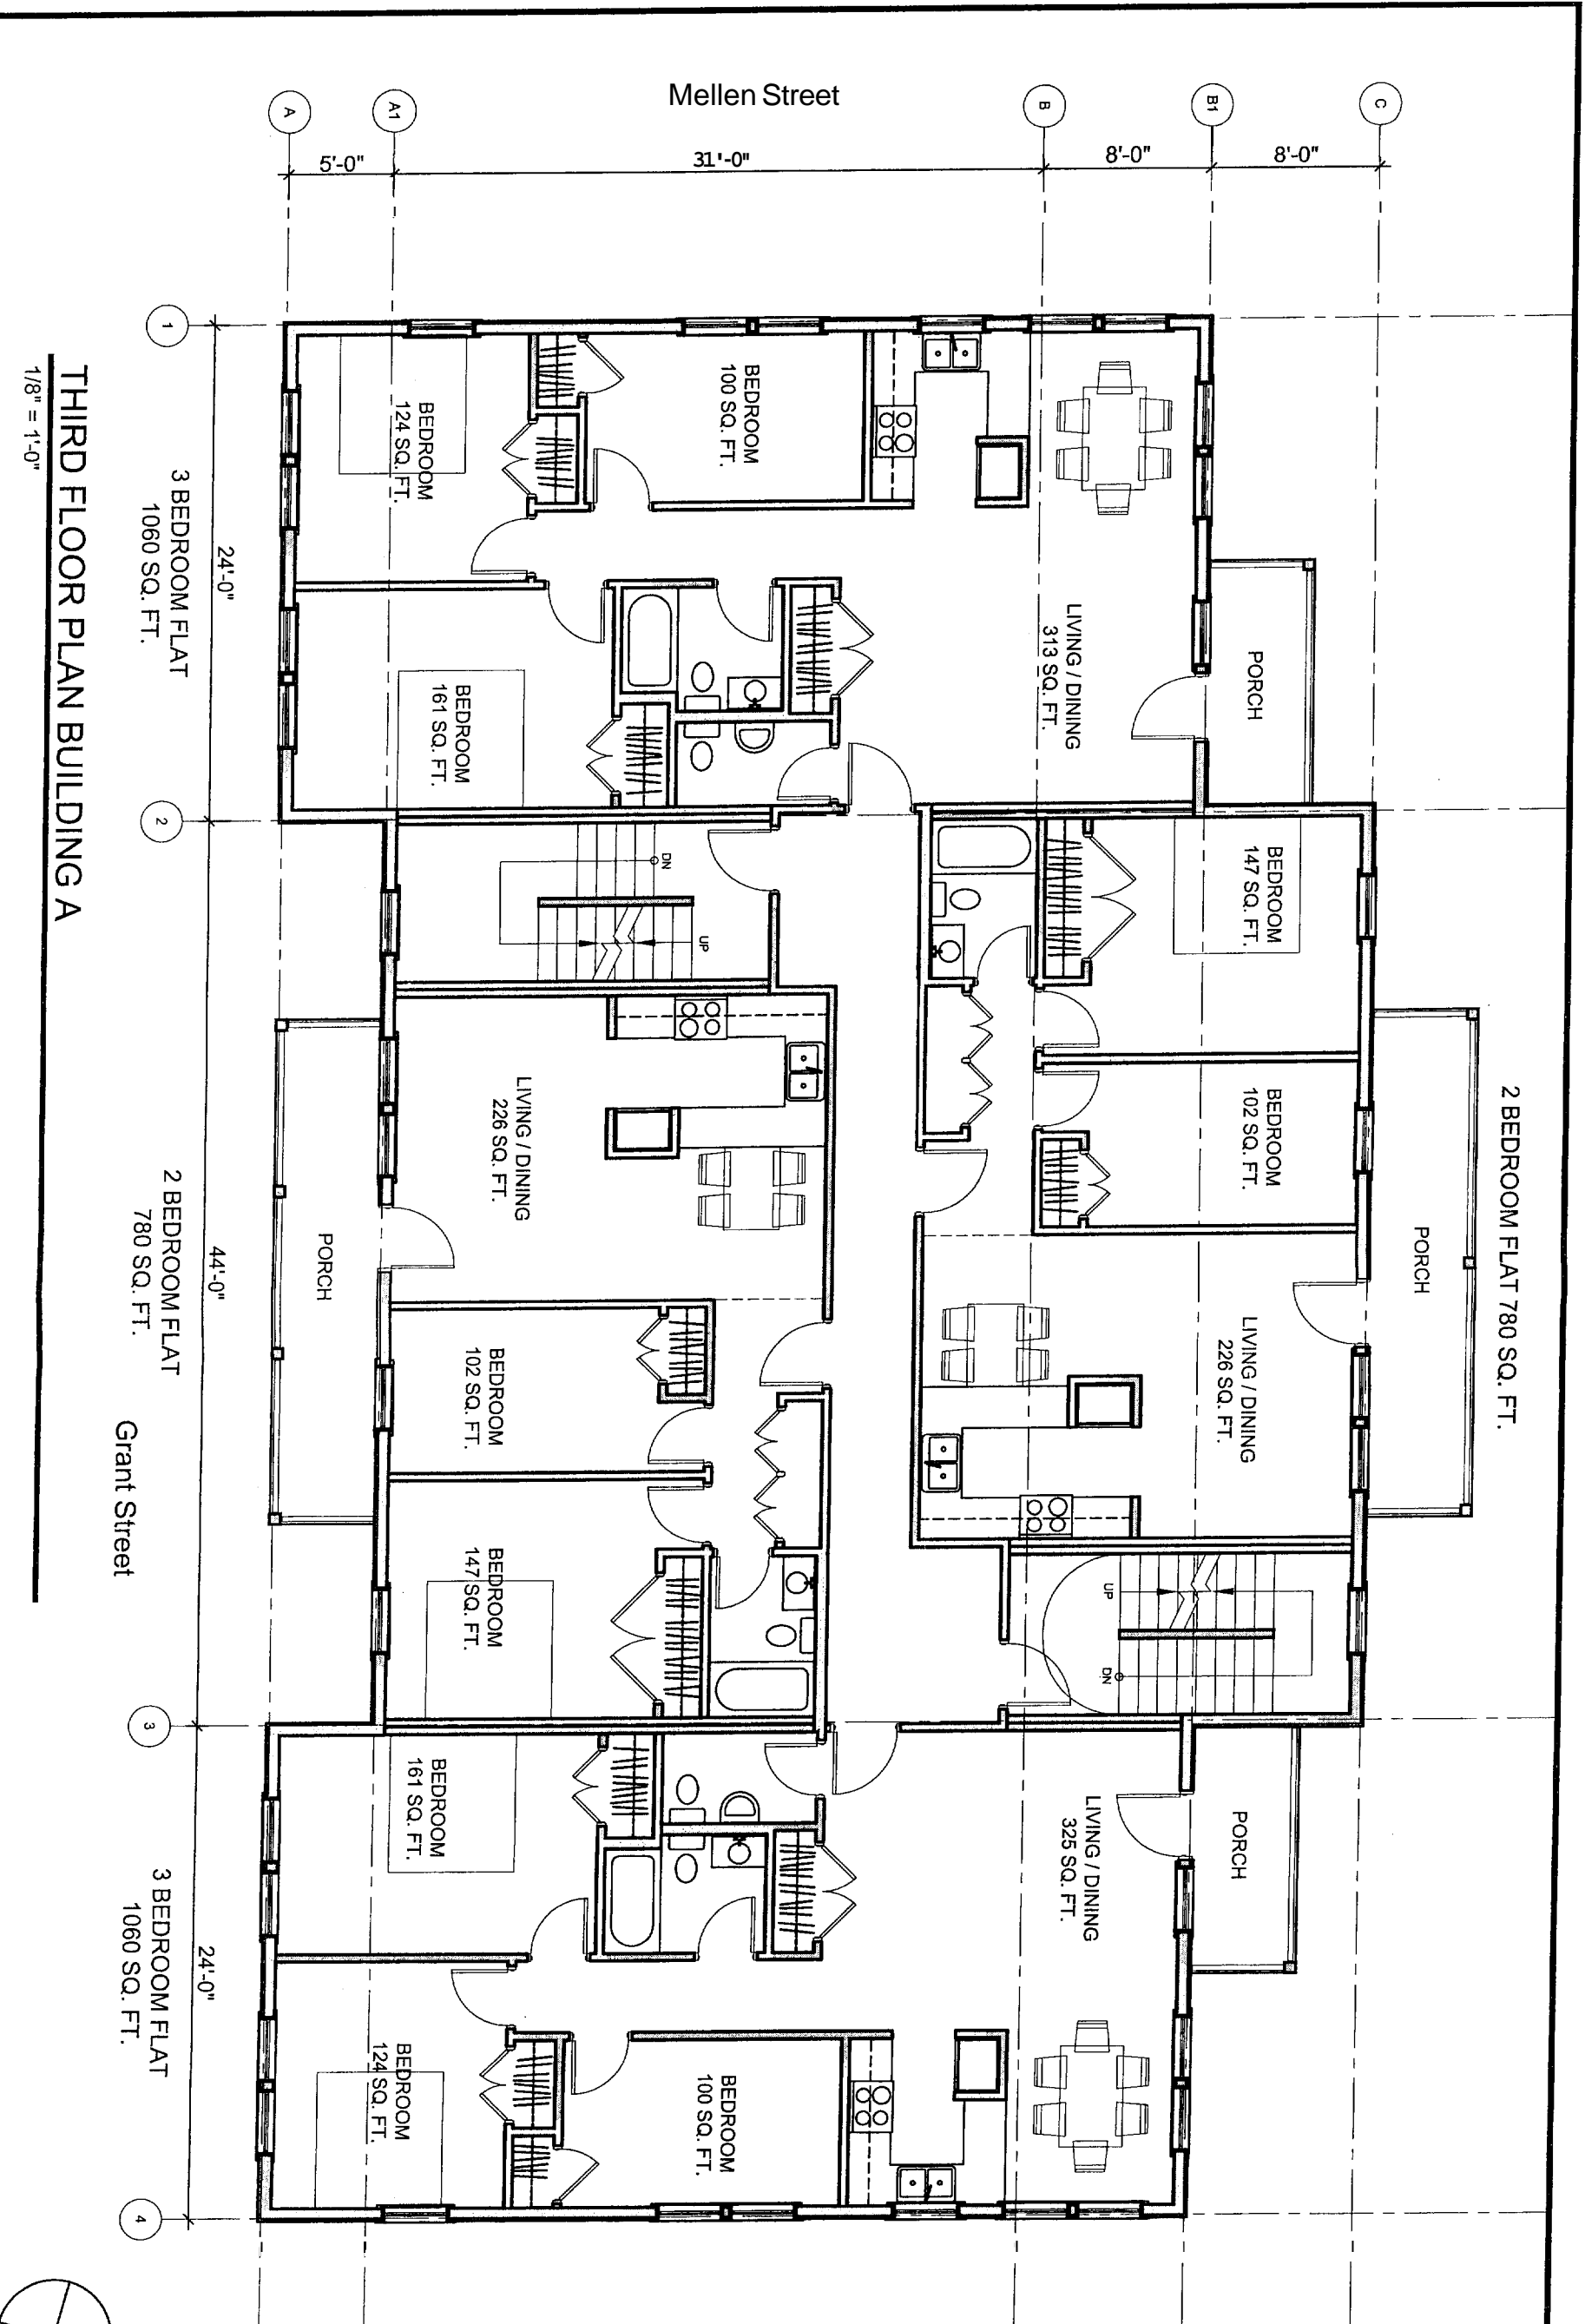 Mellen Street
A
A1
B
B1
C
5'-0"
31'-0"
8'-0"
8'-0"
1
2
3
4
24'-0"
44'-0"
24'-0"
2 BEDROOM FLAT 780 SQ. FT.
PORCH
PORCH
PORCH
BEDROOM
147 SQ. FT.
BEDROOM
102 SQ. FT.
LIVING / DINING
226 SQ. FT.
UP
DN
LIVING / DINING
313 SQ. FT.
LIVING / DINING
325 SQ. FT.
BEDROOM
100 SQ. FT.
BEDROOM
124 SQ. FT.
BEDROOM
161 SQ. FT.
DN
UP
LIVING / DINING
226 SQ. FT.
BEDROOM
102 SQ. FT.
BEDROOM
147 SQ. FT.
BEDROOM
161 SQ. FT.
BEDROOM
124 SQ. FT.
BEDROOM
100 SQ. FT.
PORCH
3 BEDROOM FLAT
1060 SQ. FT.
2 BEDROOM FLAT
780 SQ. FT.
3 BEDROOM FLAT
1060 SQ. FT.
Grant Street
THIRD FLOOR PLAN BUILDING A
1/8" = 1'-0"